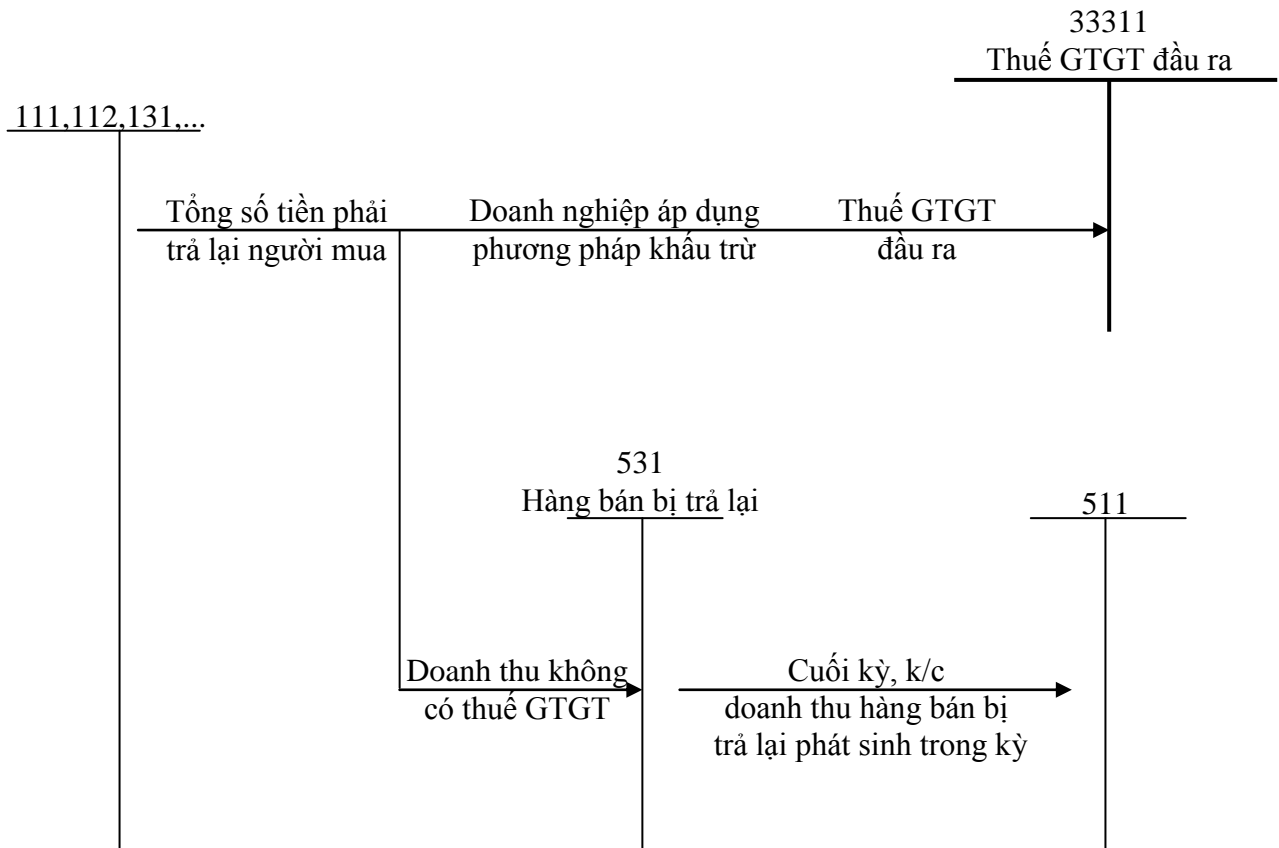 33311
Thuế GTGT đầu ra
111,112,131,...
Tổng số tiền phải
trả lại người mua
Doanh nghiệp áp dụng
phương pháp khấu trừ
Thuế GTGT
đầu ra
531
Hàng bán bị trả lại
511
Doanh thu không
có thuế GTGT
Cuối kỳ, k/c
doanh thu hàng bán bị
trả lại phát sinh trong kỳ